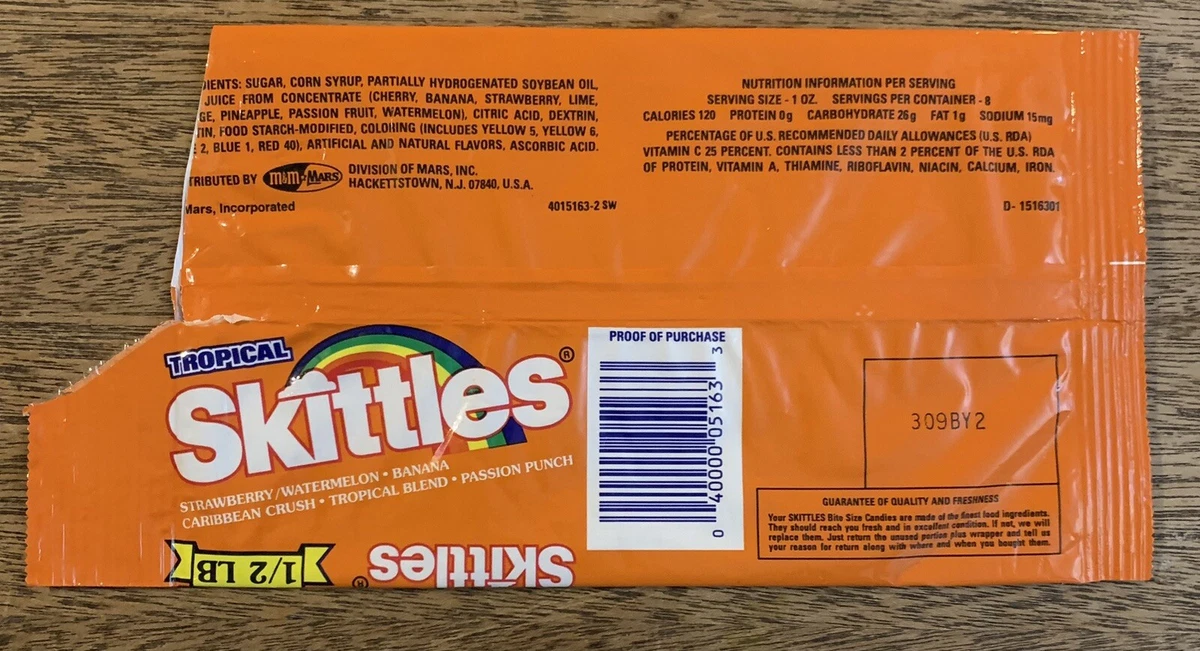 DIENTS: SUGAR, CORN SYRUP, PARTIALLY HYDROGENATED SOYBEAN OIL,
JUICE FROM CONCENTRATE (CHERRY, BANANA, STRAWBERRY, LIME,
GE, PINEAPPLE, PASSION FRUIT, WATERMELON), CITRIC ACID, DEXTRIN,
TIN, FOOD STARCH-MODIFIED, COLORING (INCLUDES YELLOW 5, YELLOW 6,
E 2, BLUE 1, RED 40), ARTIFICIAL AND NATURAL FLAVORS, ASCORBIC ACID.
TRIBUTED BY m&m•MARS DIVISION OF MARS, INC.
HACKETTSTOWN, N.J. 07840, U.S.A.
Mars, Incorporated
4015163-2 SW
NUTRITION INFORMATION PER SERVING
SERVING SIZE - 1 OZ. SERVINGS PER CONTAINER - 8
CALORIES 120 PROTEIN 0g CARBOHYDRATE 26g FAT 1g SODIUM 15mg
PERCENTAGE OF U.S. RECOMMENDED DAILY ALLOWANCES (U.S. RDA)
VITAMIN C 25 PERCENT. CONTAINS LESS THAN 2 PERCENT OF THE U.S. RDA
OF PROTEIN, VITAMIN A, THIAMINE, RIBOFLAVIN, NIACIN, CALCIUM, IRON.
D- 1516301
TROPICAL
Skittles®
STRAWBERRY/WATERMELON • BANANA
CARIBBEAN CRUSH • TROPICAL BLEND • PASSION PUNCH
1/2 LB
Skittles®
PROOF OF PURCHASE
0 40000 05163 3
309BY2
GUARANTEE OF QUALITY AND FRESHNESS
Your SKITTLES Bite Size Candies are made of the finest food ingredients.
They should reach you fresh and in excellent condition. If not, we will
replace them. Just return the unused portion plus wrapper and tell us
your reason for return along with where and when you bought them.